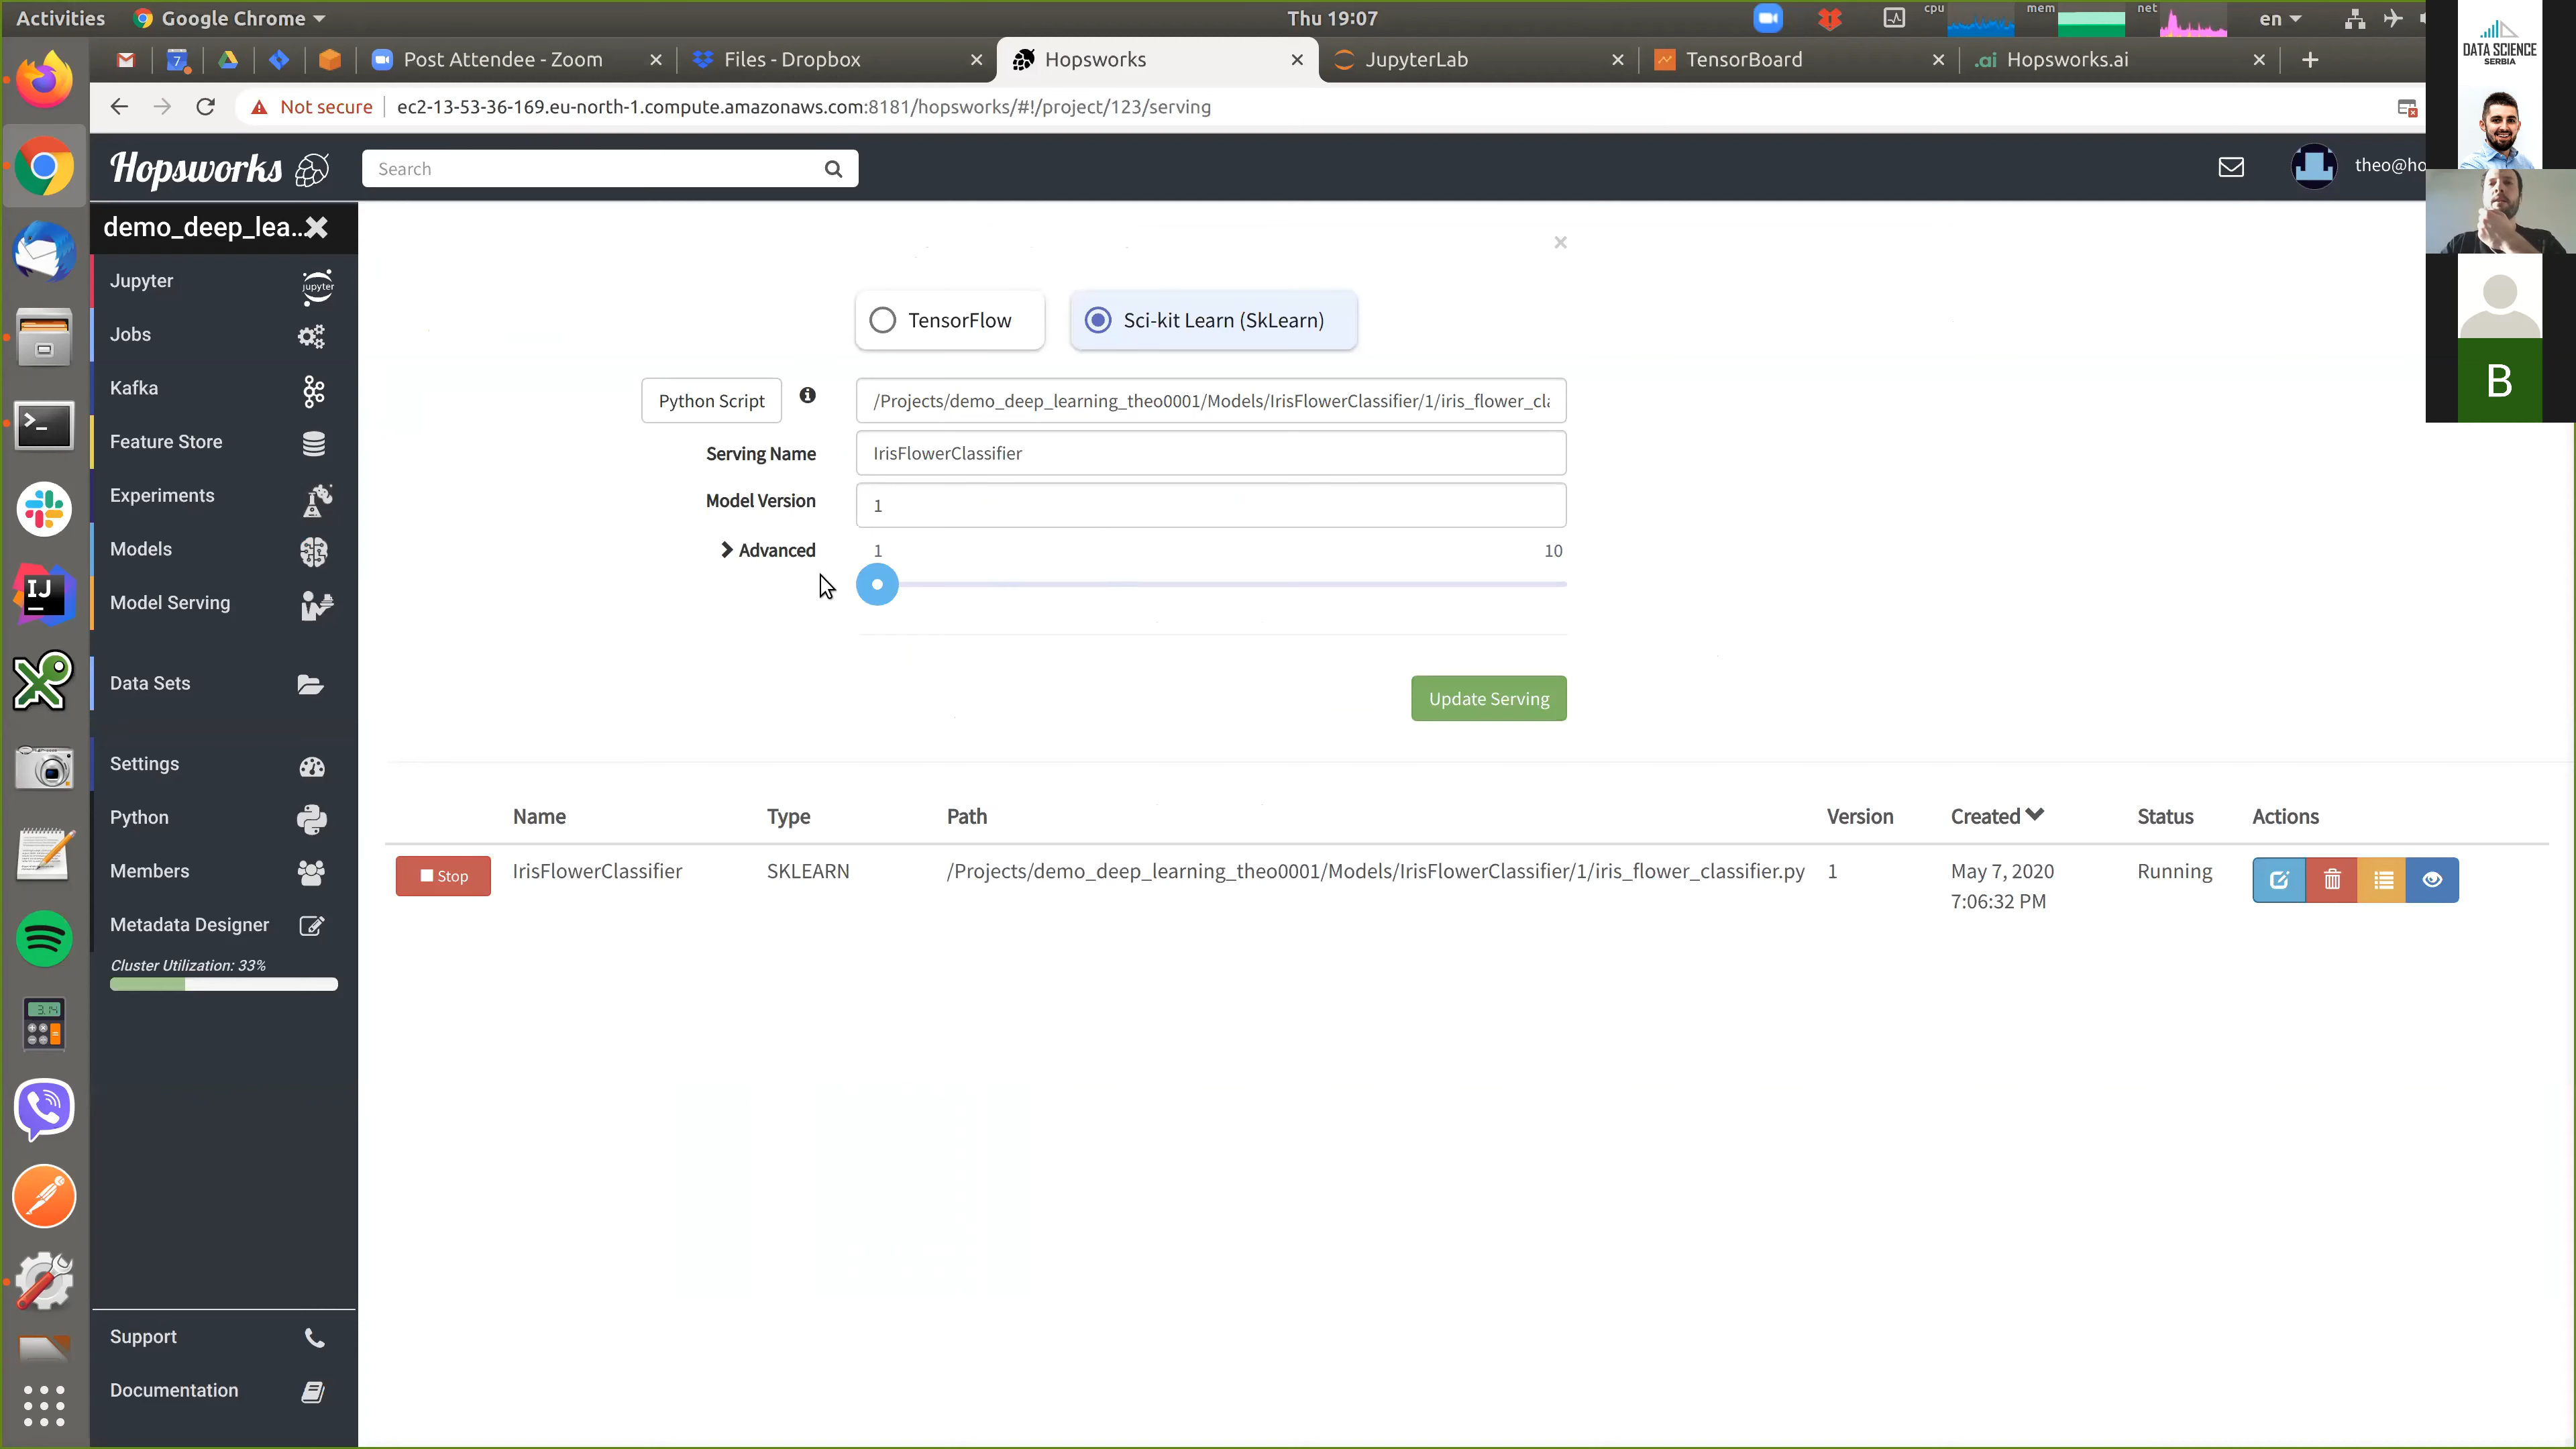 Activities Google Chrome Thu 19:07 cpu mem net en
Post Attendee - Zoom Files - Dropbox Hopsworks JupyterLab TensorBoard .ai Hopsworks.ai
Not secure ec2-13-53-36-169.eu-north-1.compute.amazonaws.com:8181/hopsworks/#!/project/123/serving
DATA SCIENCE
SERBIA
Hopsworks Search theo@ho
demo_deep_lea...
Jupyter
jupyter
Jobs
Kafka
Feature Store
Experiments
Models
Model Serving
Data Sets
Settings
Python
Members
Metadata Designer
Cluster Utilization: 33%
Support
Documentation
TensorFlow Sci-kit Learn (SkLearn)
Python Script /Projects/demo_deep_learning_theo0001/Models/IrisFlowerClassifier/1/iris_flower_cl
Serving Name IrisFlowerClassifier
Model Version 1
Advanced 1 10
Update Serving
Name Type Path Version Created Status Actions
Stop IrisFlowerClassifier SKLEARN /Projects/demo_deep_learning_theo0001/Models/IrisFlowerClassifier/1/iris_flower_classifier.py 1 May 7, 2020 Running
7:06:32 PM
B
7
IJ
3.14